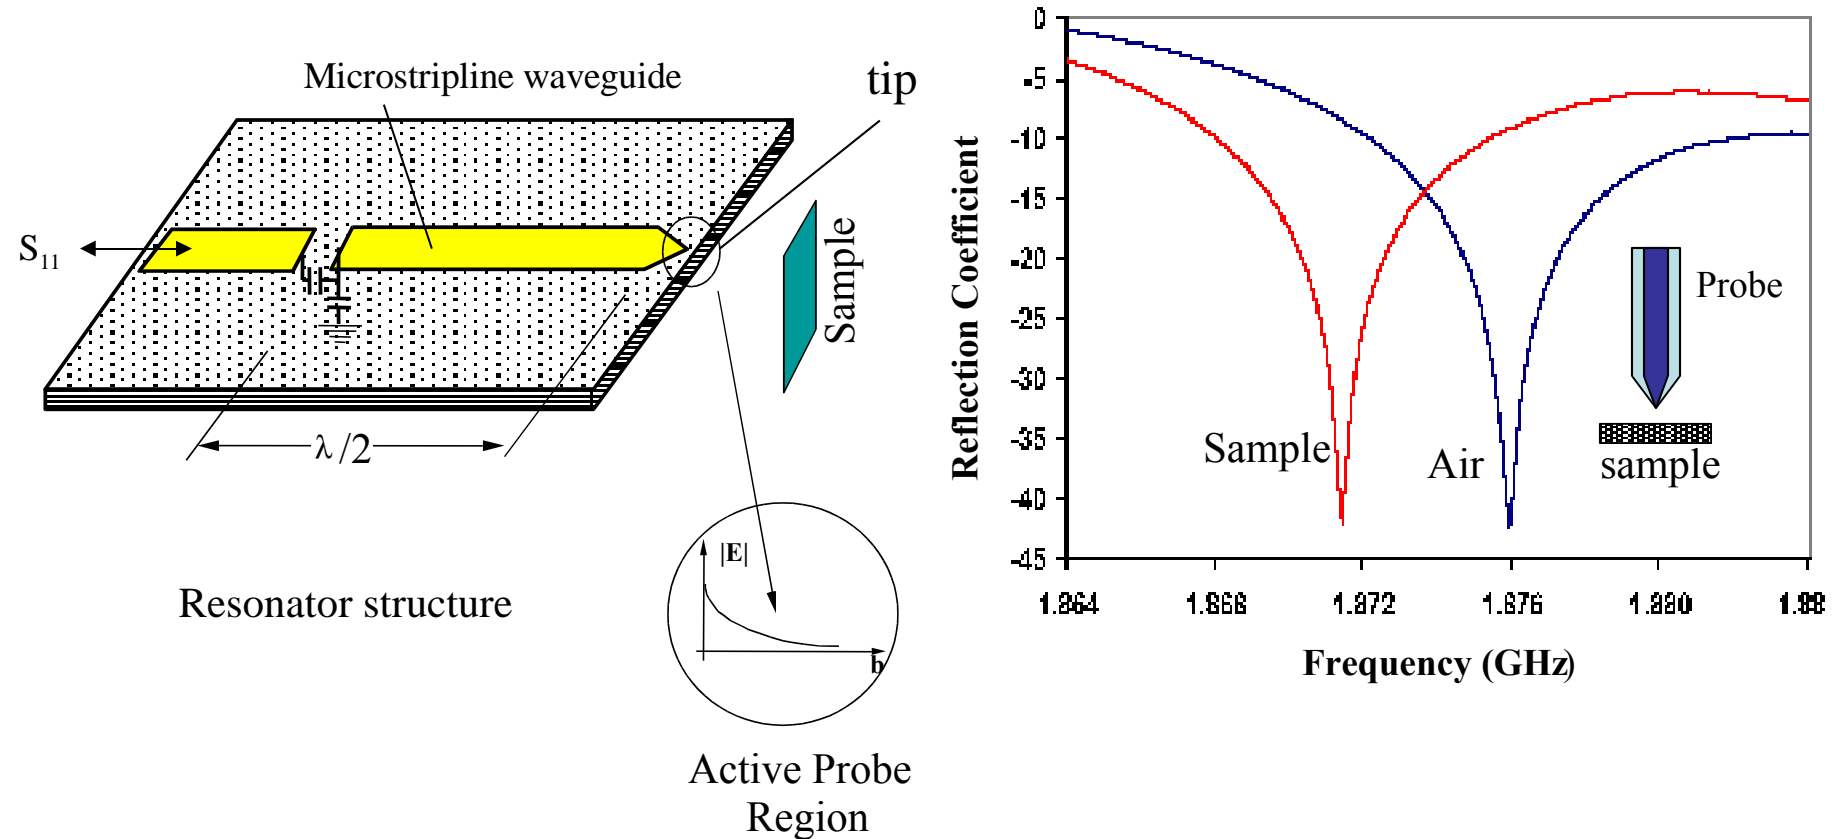 Microstripline waveguide
tip
S11
Sample
λ/2
|E|
b
Resonator structure
Active Probe
Region
Reflection Coefficient
0
-5
-10
-15
-20
-25
-30
-35
-40
-45
Sample
Air
Probe
sample
1.864
1.868
1.872
1.876
1.880
1.88
Frequency (GHz)